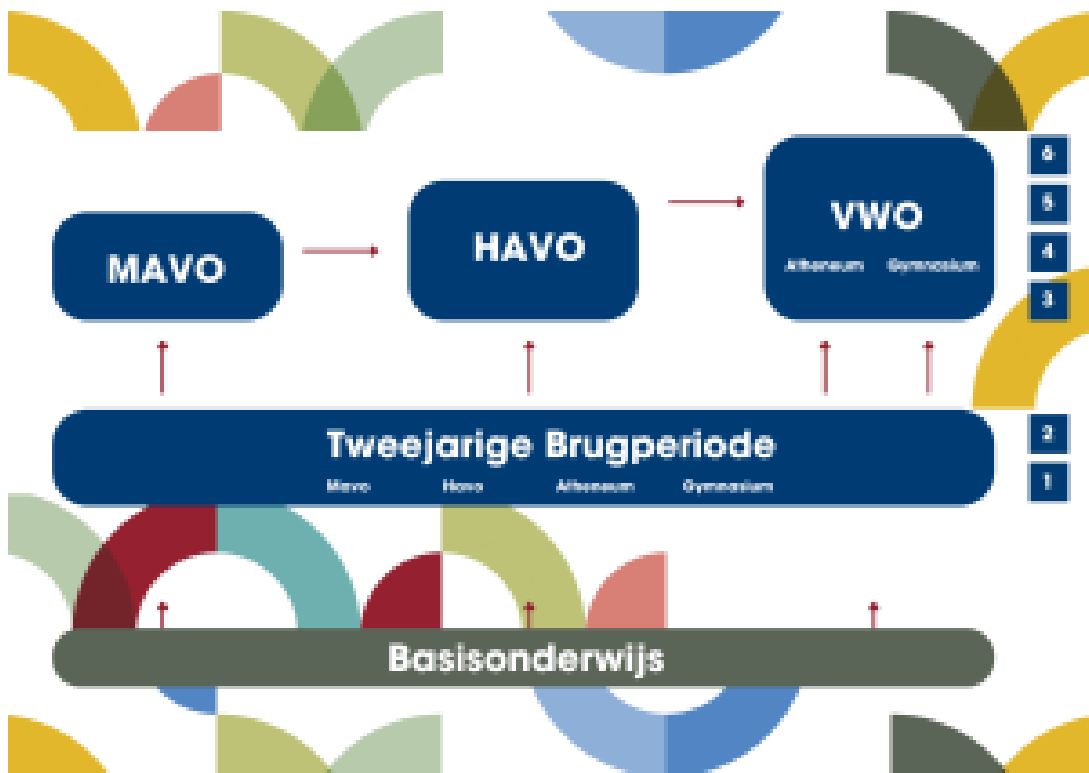 6
5
VWO
HAVO
MAVO
Atheneum Gymnasium
4
3
Tweejarige Brugperiode
2
Mavo Havo Atheneum Gymnasium
1
Basisonderwijs